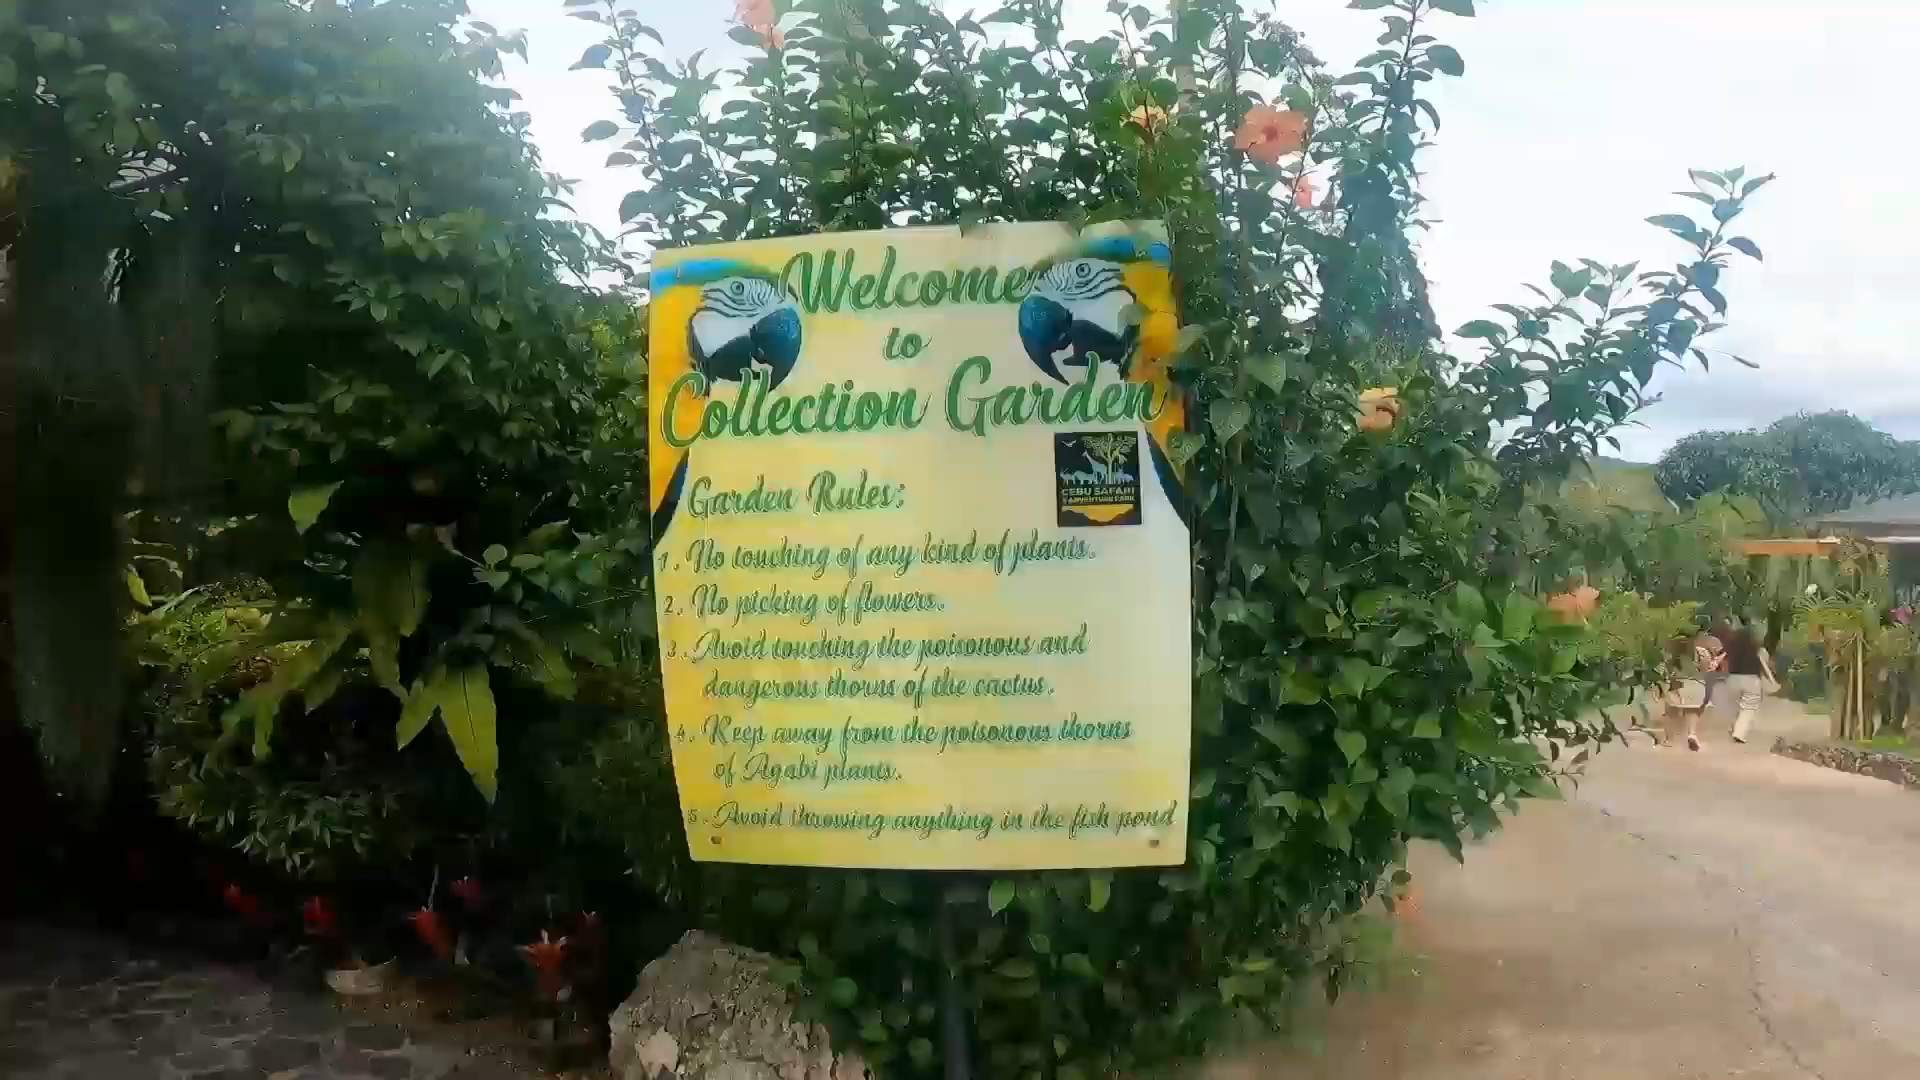 Welcome
to
Collection Garden
CEBU SAFARI
& ADVENTURE PARK
Garden Rules:
1. No touching of any kind of plants.
2. No picking of flowers.
3. Avoid touching the poisonous and
dangerous thorns of the cactus.
4. Keep away from the poisonous thorns
of Agabi plants.
5. Avoid throwing anything in the fish pond